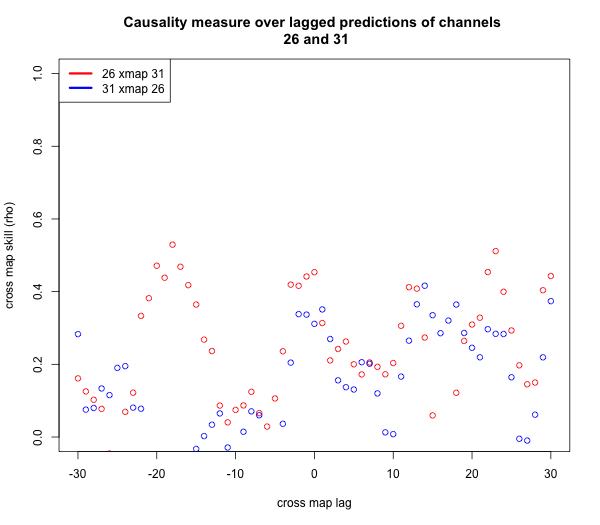 Causality measure over lagged predictions of channels
26 and 31
26 xmap 31
31 xmap 26
1.0
0.8
0.6
0.4
0.2
0.0
cross map skill (rho)
-30 -20 -10 0 10 20 30
cross map lag